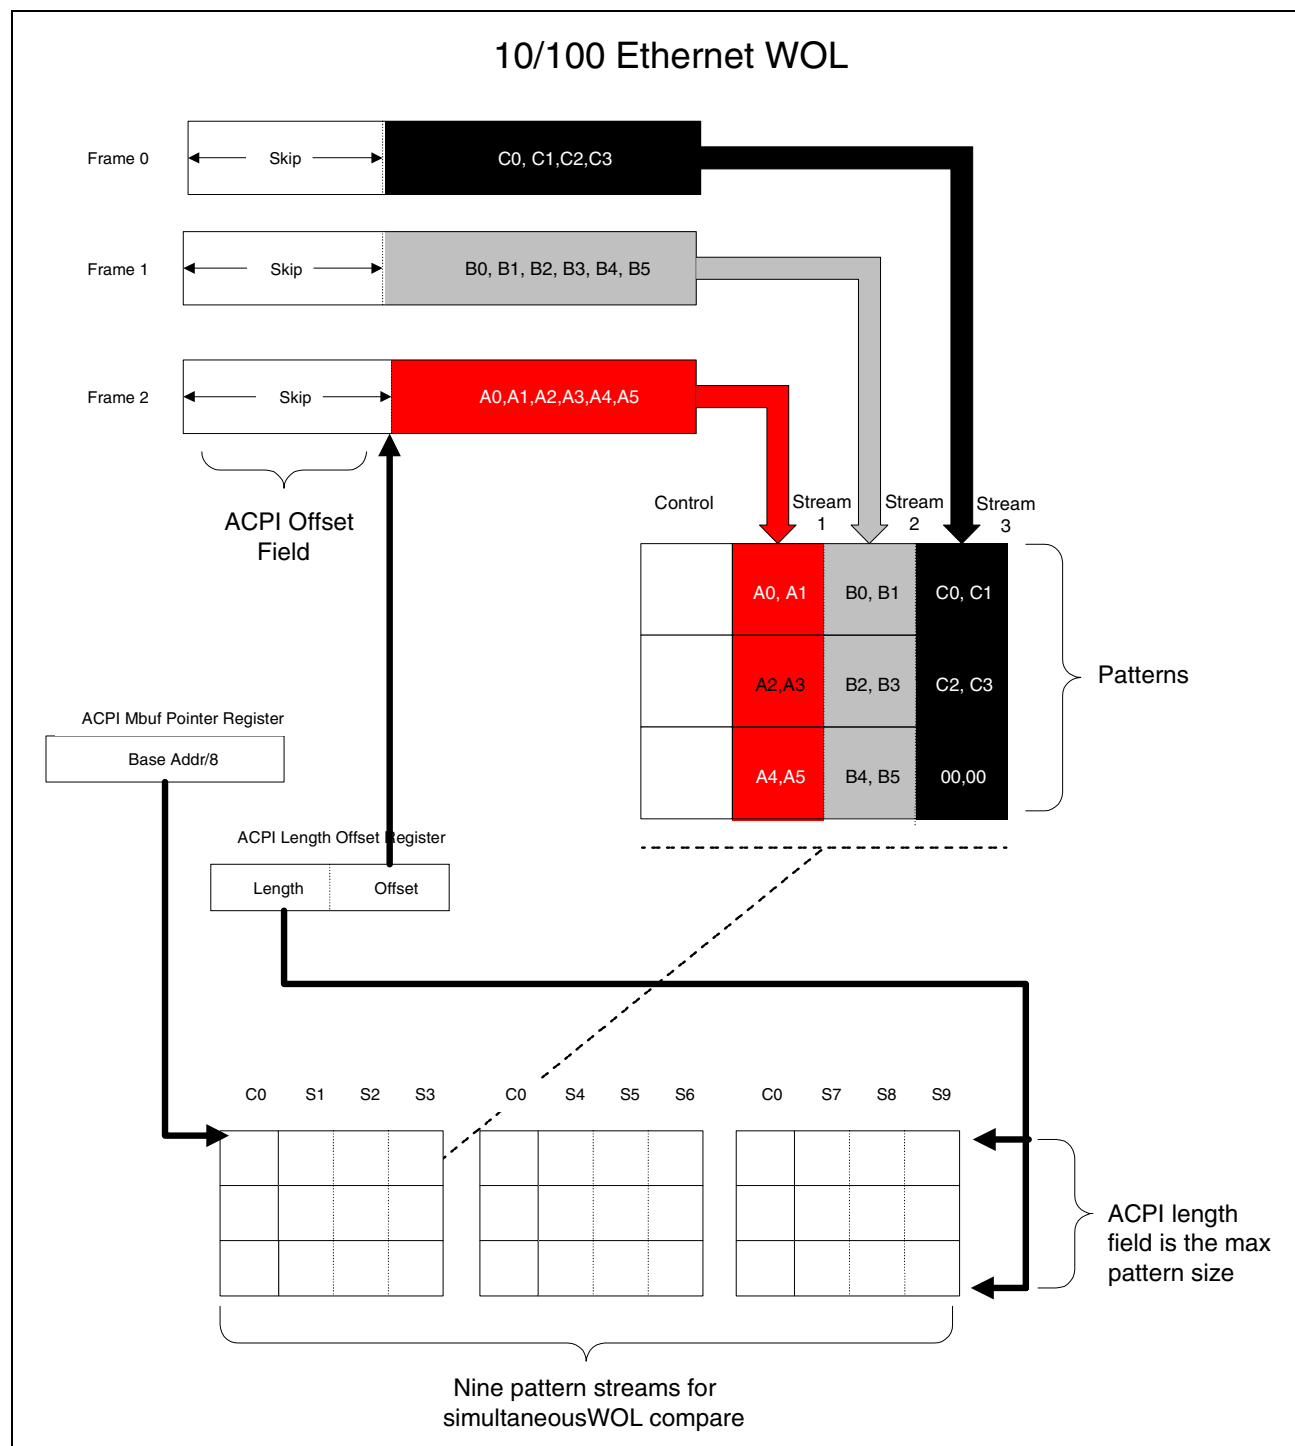 10/100 Ethernet WOL
Frame 0
Skip
C0, C1,C2,C3
Frame 1
Skip
B0, B1, B2, B3, B4, B5
Frame 2
Skip
A0,A1,A2,A3,A4,A5
ACPI Offset
Field
Control
Stream
1
Stream
2
Stream
3
A0, A1
B0, B1
C0, C1
A2,A3
B2, B3
C2, C3
A4,A5
B4, B5
00,00
Patterns
ACPI Mbuf Pointer Register
Base Addr/8
ACPI Length Offset Register
Length
Offset
C0 S1 S2 S3
C0 S4 S5 S6
C0 S7 S8 S9
ACPI length
field is the max
pattern size
Nine pattern streams for
simultaneousWOL compare